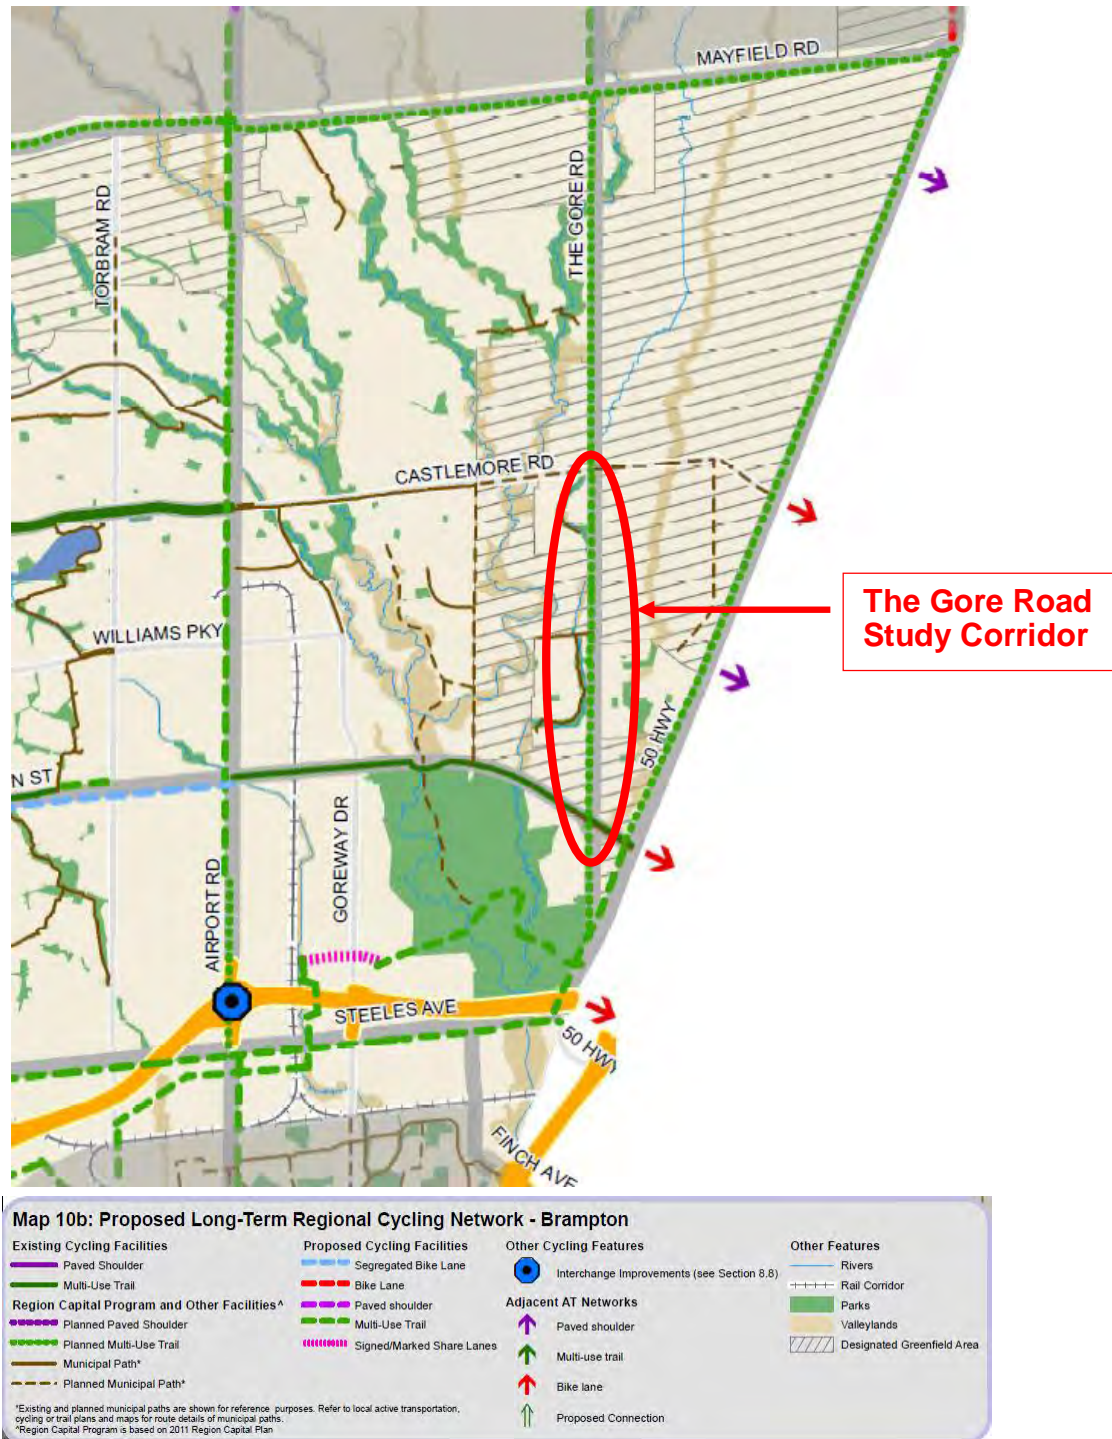 MAYFIELD RD
TORBRAM RD
THE GORE RD
CASTLEMORE RD
WILLIAMS PKY
The Gore Road
Study Corridor
50 HWY
N ST
GOREWAY DR
AIRPORT RD
STEELES AVE
50 HWY
FINCH AVE
Map 10b: Proposed Long-Term Regional Cycling Network - Brampton
Existing Cycling Facilities
Paved Shoulder
Multi-Use Trail
Region Capital Program and Other Facilities^
Planned Paved Shoulder
Planned Multi-Use Trail
Municipal Path*
Planned Municipal Path*
*Existing and planned municipal paths are shown for reference purposes. Refer to local active transportation,
cycling or trail plans and maps for route details of municipal paths.
^Region Capital Program is based on 2011 Region Capital Plan
Proposed Cycling Facilities
Segregated Bike Lane
Bike Lane
Paved shoulder
Multi-Use Trail
Signed/Marked Share Lanes
Other Cycling Features
Interchange Improvements (see Section 8.8)
Adjacent AT Networks
Paved shoulder
Multi-use trail
Bike lane
Proposed Connection
Other Features
Rivers
Rail Corridor
Parks
Valleylands
Designated Greenfield Area